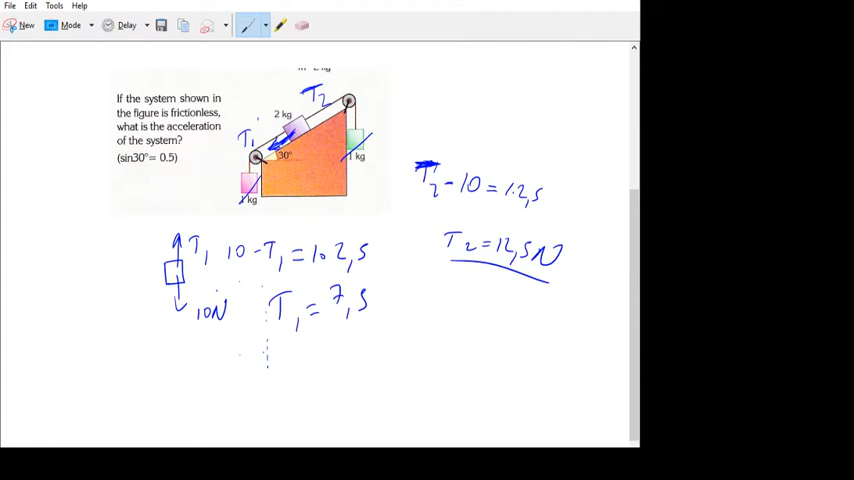 File Edit Tools Help
New Mode Delay
If the system shown in
the figure is frictionless,
what is the acceleration
of the system?
(sin30°= 0.5)
T2
2 kg
T1
30°
1 kg
1 kg
T2 - 10 = 1.2,5
T2 = 12,5 N
T1 10 - T1 = 1.2,5
10N
T1 = 7,5